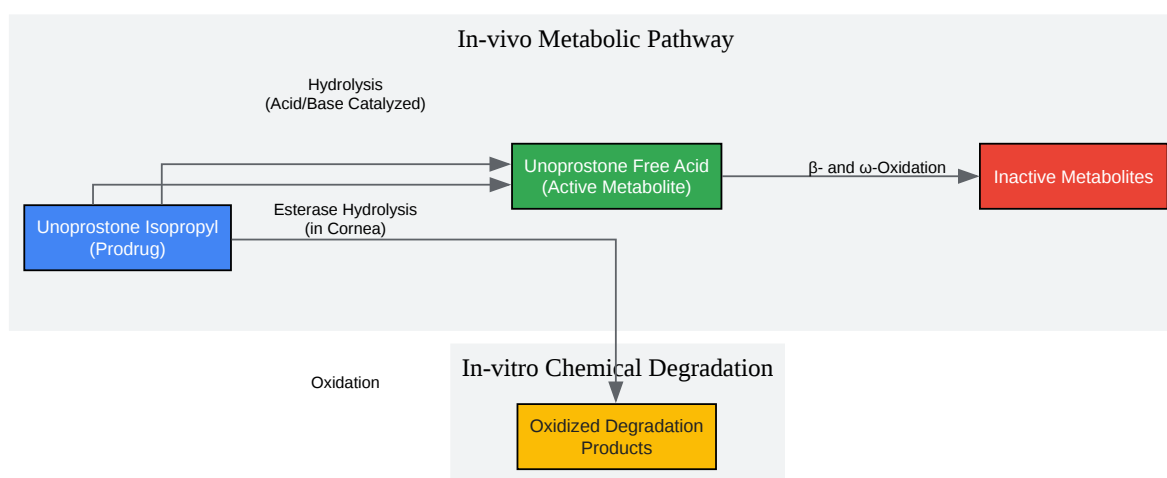 In-vivo Metabolic Pathway
Hydrolysis
(Acid/Base Catalyzed)
Unoprostone Free Acid
(Active Metabolite)
β- and ω-Oxidation
Inactive Metabolites
Esterase Hydrolysis
(in Cornea)
Unoprostone Isopropyl
(Prodrug)
In-vitro Chemical Degradation
Oxidation
Oxidized Degradation
Products